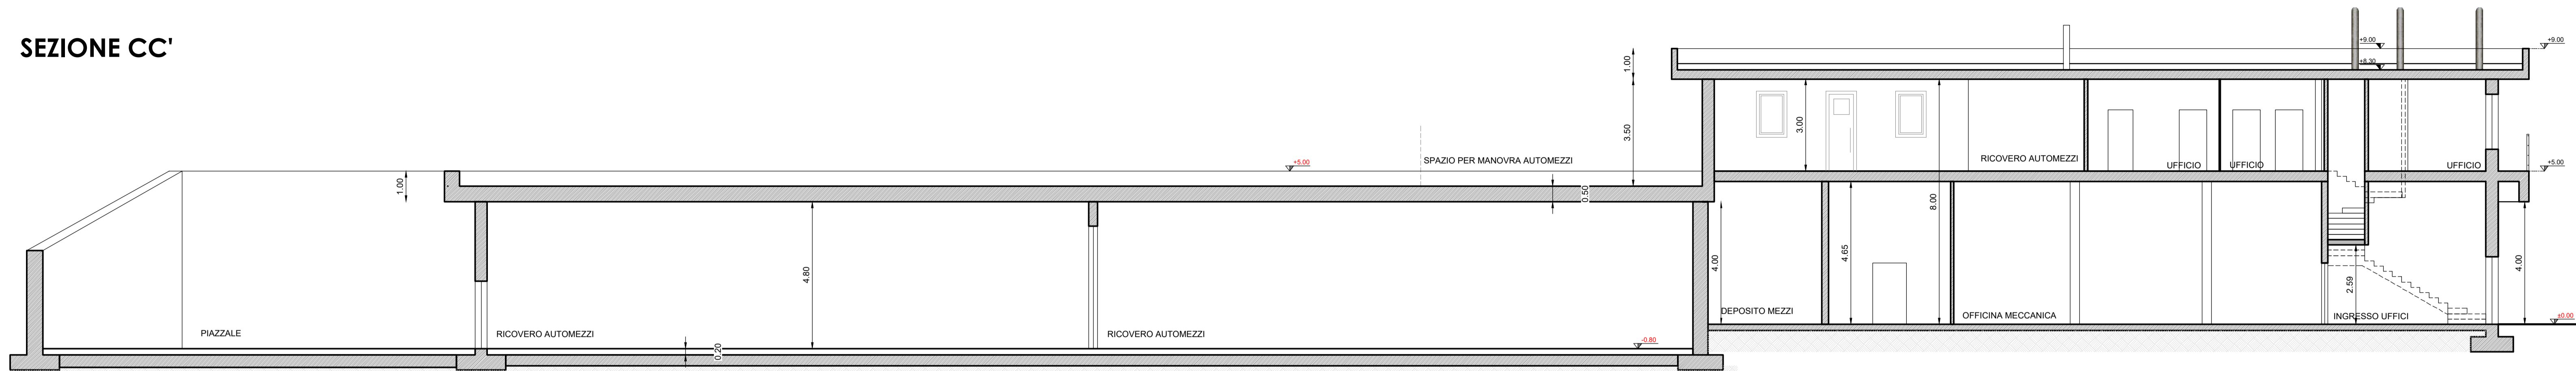 SEZIONE CC'
+9.00
+9.00
+8.30
1.00
3.50
3.00
8.00
SPAZIO PER MANOVRA AUTOMEZZI
RICOVERO AUTOMEZZI
UFFICIO
UFFICIO
UFFICIO
+5.00
+5.00
1.00
0.50
4.80
4.00
4.65
2.59
4.00
PIAZZALE
RICOVERO AUTOMEZZI
RICOVERO AUTOMEZZI
DEPOSITO MEZZI
OFFICINA MECCANICA
INGRESSO UFFICI
±0.00
-0.80
0.20